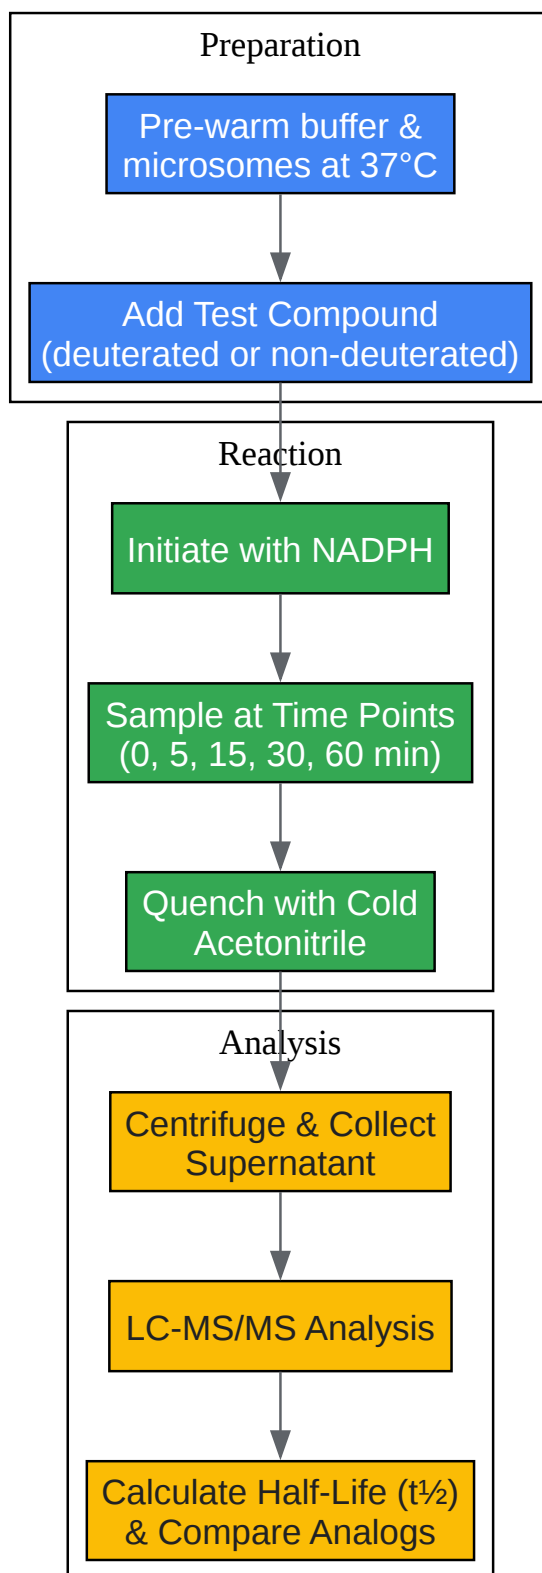 Preparation
Pre-warm buffer &
microsomes at 37°C
Add Test Compound
(deuterated or non-deuterated)
Reaction
Initiate with NADPH
Sample at Time Points
(0, 5, 15, 30, 60 min)
Quench with Cold
Acetonitrile
Analysis
Centrifuge & Collect
Supernatant
LC-MS/MS Analysis
Calculate Half-Life (t½)
& Compare Analogs